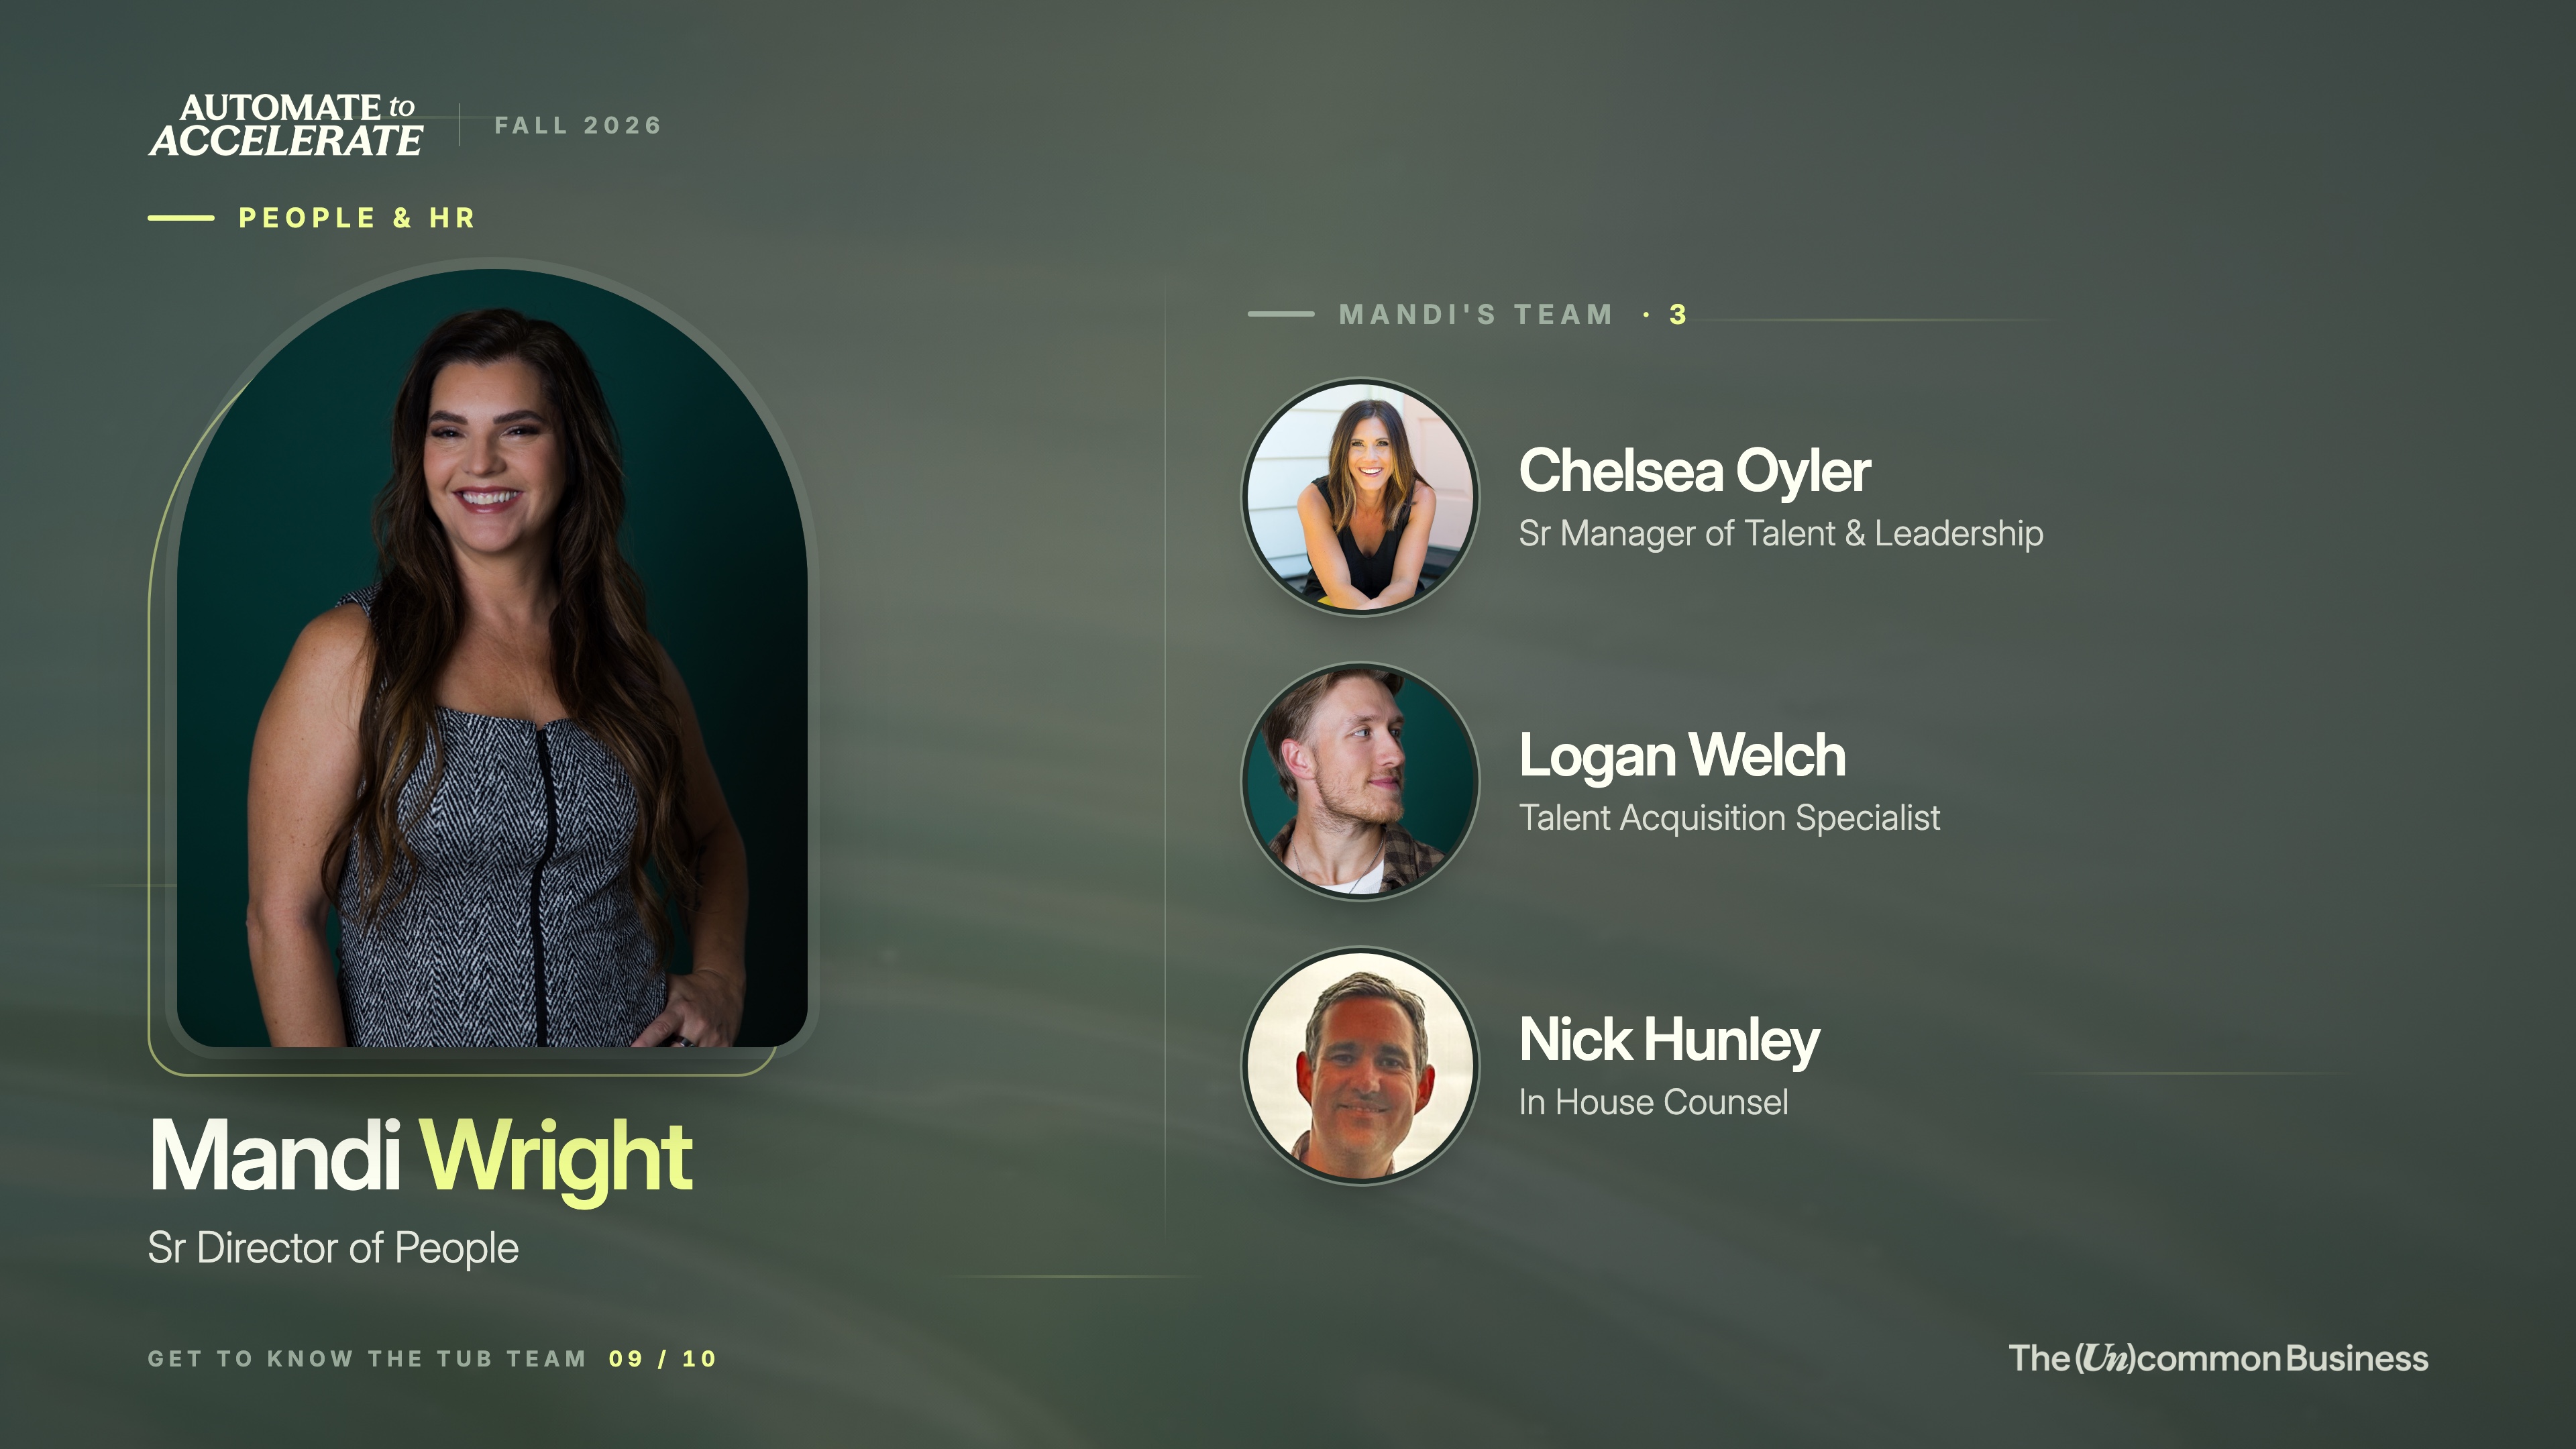 AUTOMATE to
ACCELERATE
FALL 2026
PEOPLE & HR
Mandi Wright
Sr Director of People
MANDI'S TEAM · 3
Chelsea Oyler
Sr Manager of Talent & Leadership
Logan Welch
Talent Acquisition Specialist
Nick Hunley
In House Counsel
GET TO KNOW THE TUB TEAM 09 / 10
The (Un)common Business